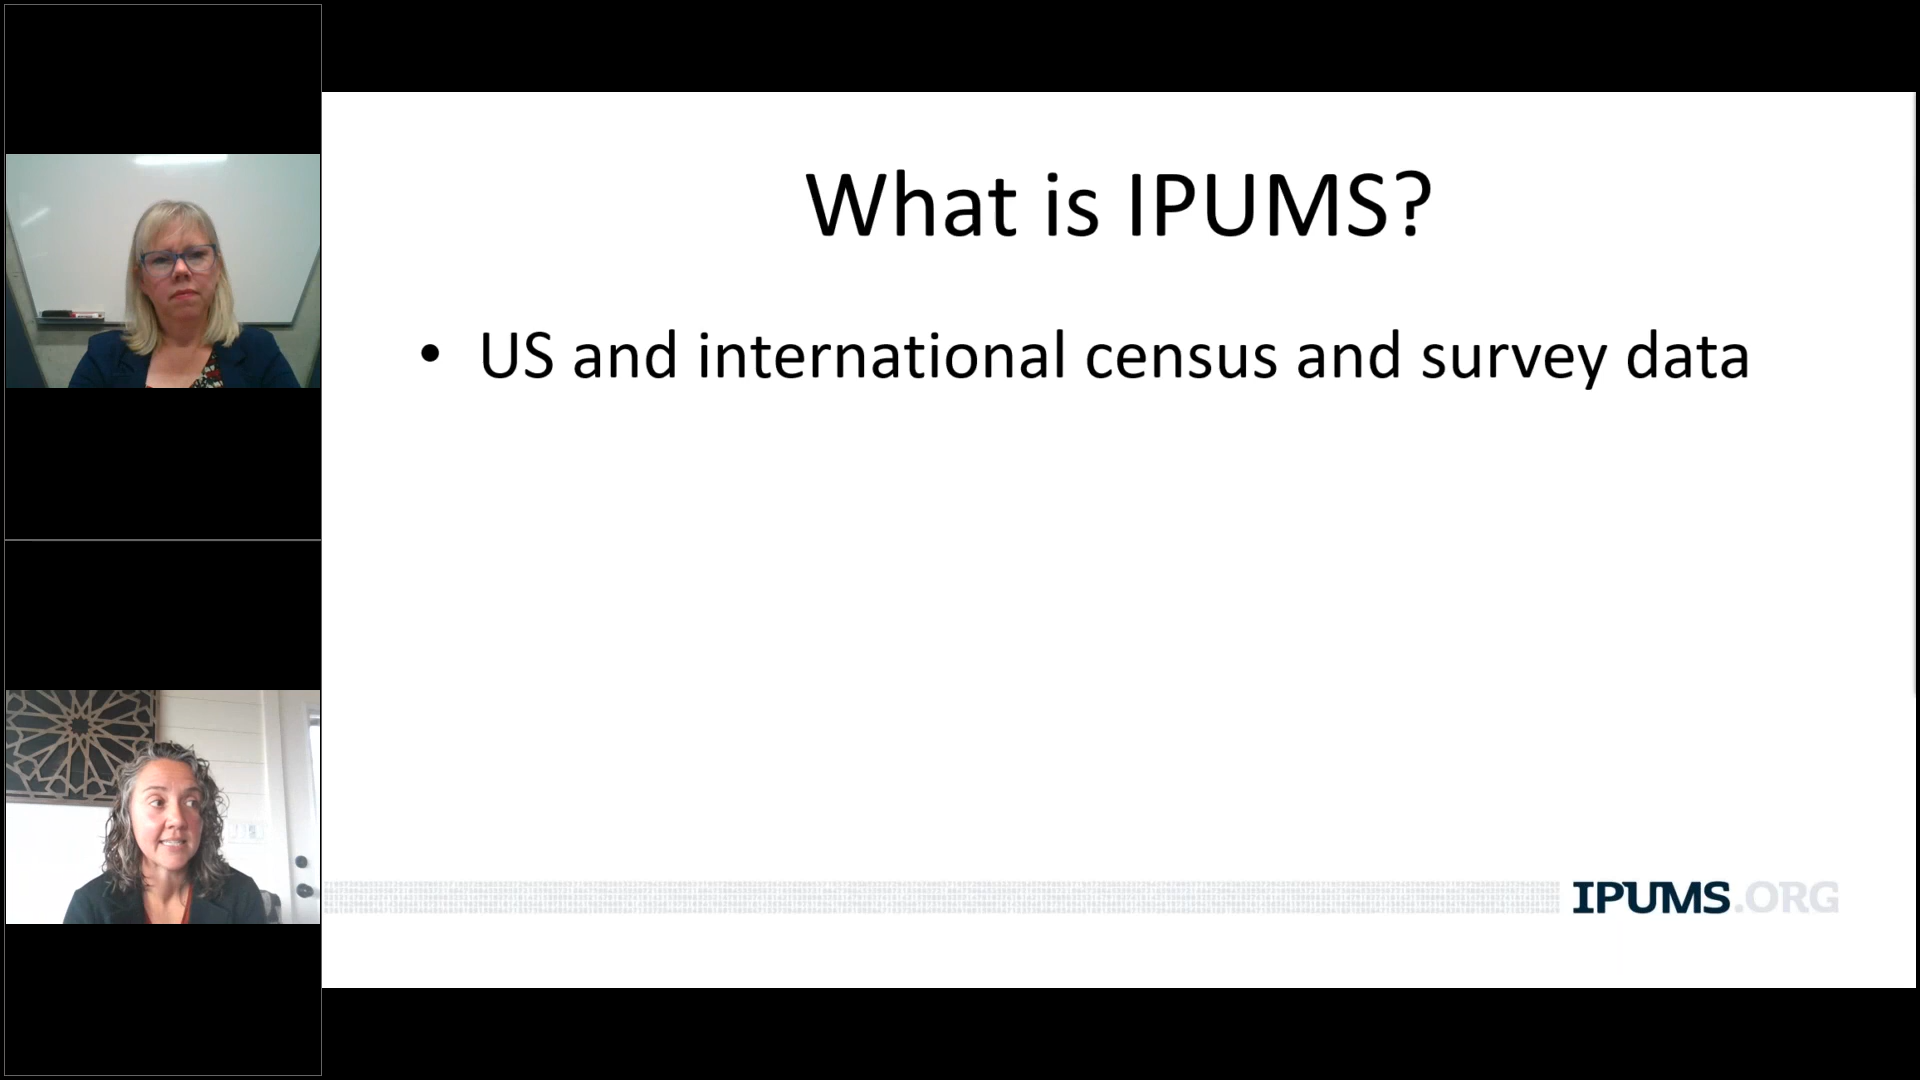 What is IPUMS?
• US and international census and survey data
IPUMS.ORG